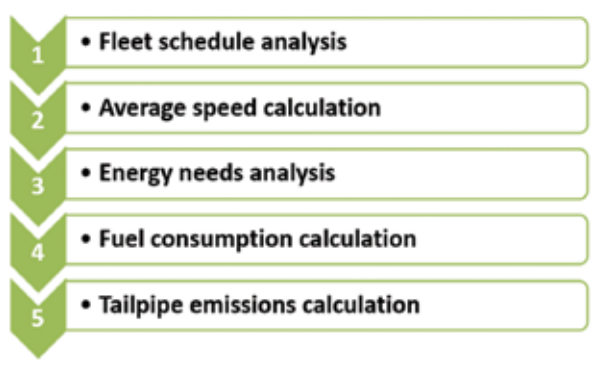 1 • Fleet schedule analysis
2 • Average speed calculation
3 • Energy needs analysis
4 • Fuel consumption calculation
5 • Tailpipe emissions calculation